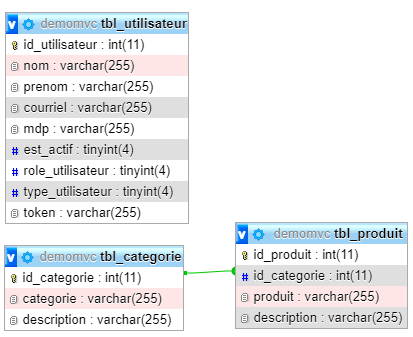 v demomvc tbl_utilisateur
id_utilisateur : int(11)
nom : varchar(255)
prenom : varchar(255)
courriel : varchar(255)
mdp : varchar(255)
# est_actif : tinyint(4)
# role_utilisateur : tinyint(4)
# type_utilisateur : tinyint(4)
token : varchar(255)
v demomvc tbl_categorie
id_categorie : int(11)
categorie : varchar(255)
description : varchar(255)
v demomvc tbl_produit
id_produit : int(11)
# id_categorie : int(11)
produit : varchar(255)
description : varchar(255)